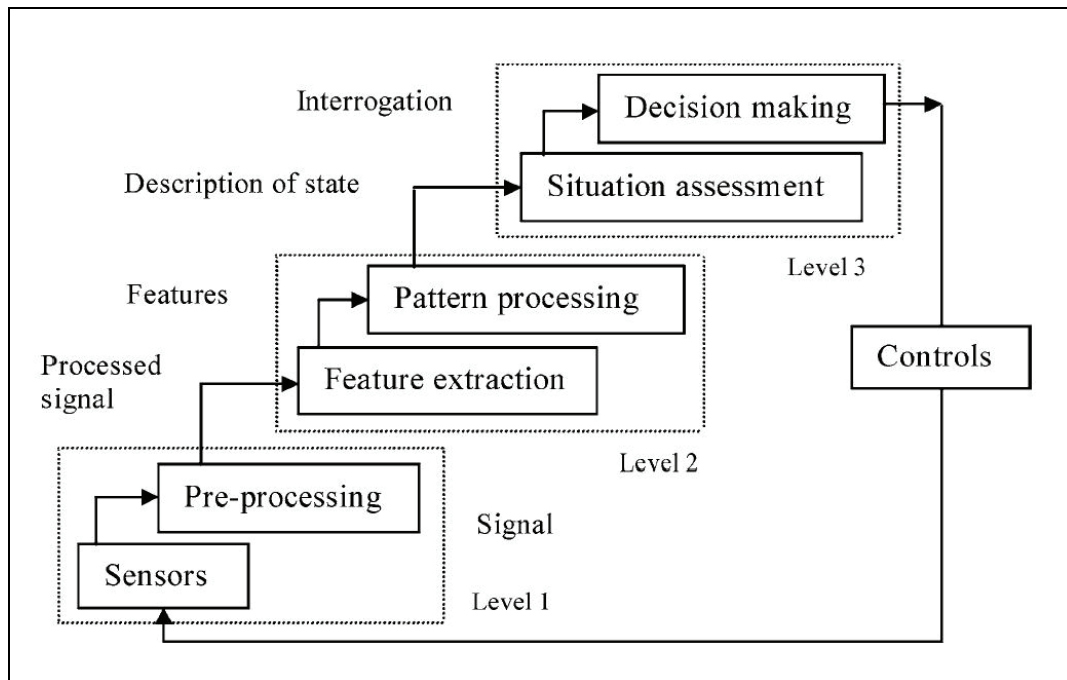 Interrogation
Decision making
Description of state
Situation assessment
Level 3
Features
Pattern processing
Controls
Processed
signal
Feature extraction
Level 2
Pre-processing
Signal
Sensors
Level 1